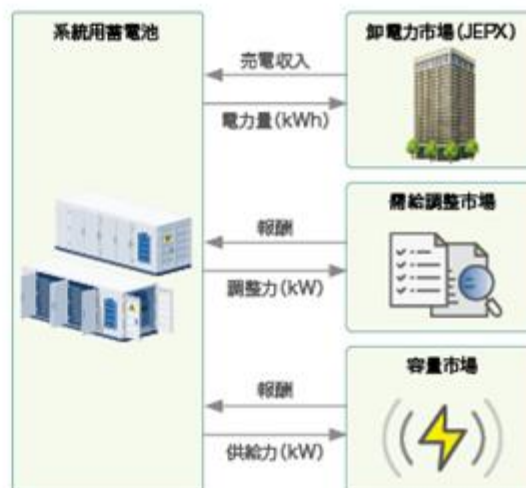 系統用蓄電池
卸電力市場(JEPX)
売電収入
電力量(kWh)
需給調整市場
報酬
調整力(kW)
容量市場
報酬
供給力(kW)